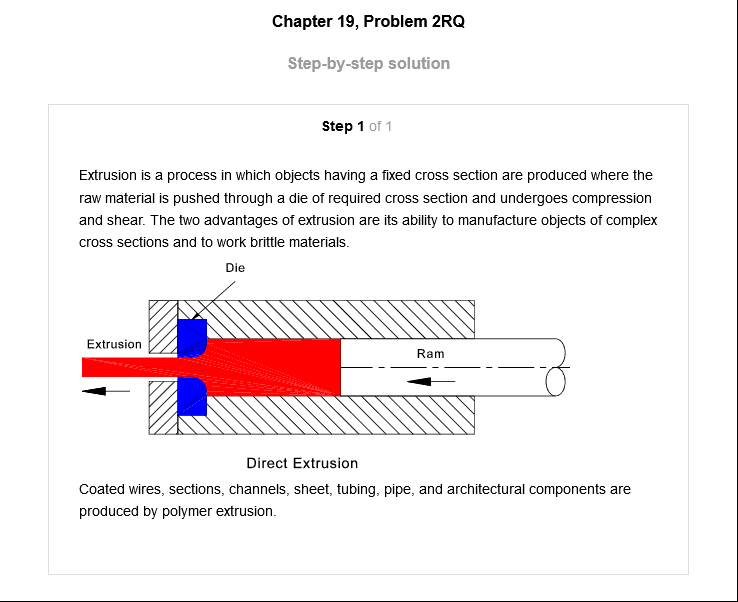 Chapter 19, Problem 2RQ
Step-by-step solution
Step 1 of 1
Extrusion is a process in which objects having a fixed cross section are produced where the
raw material is pushed through a die of required cross section and undergoes compression
and shear. The two advantages of extrusion are its ability to manufacture objects of complex
cross sections and to work brittle materials.
Die
Extrusion
Ram
Direct Extrusion
Coated wires, sections, channels, sheet, tubing, pipe, and architectural components are
produced by polymer extrusion.